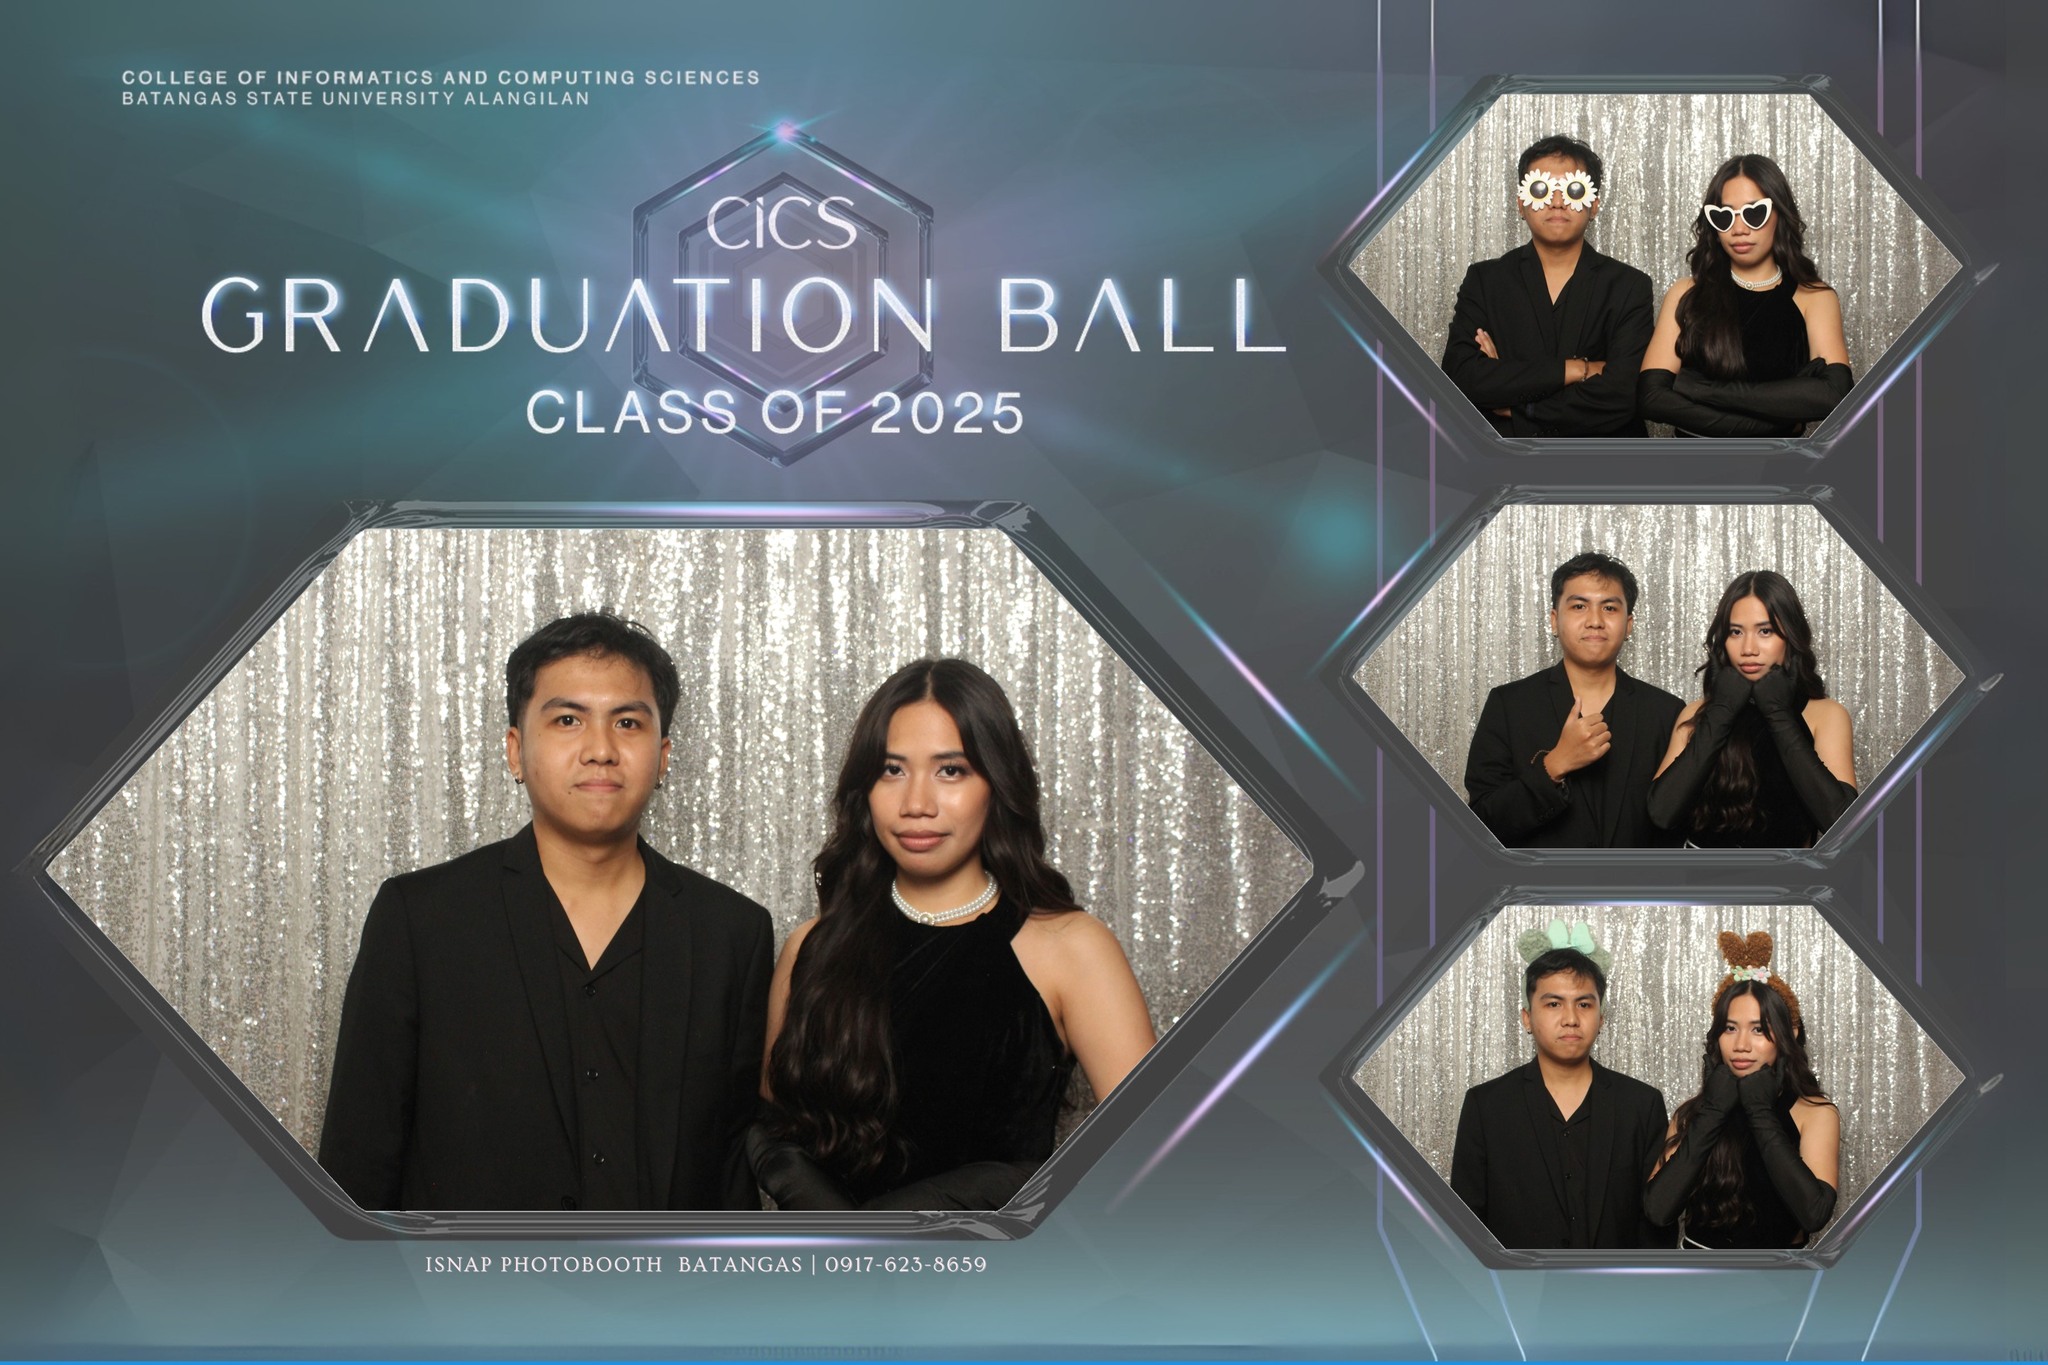 COLLEGE OF INFORMATICS AND COMPUTING SCIENCES
BATANGAS STATE UNIVERSITY ALANGILAN
CiCS
GRADUATION BALL
CLASS OF 2025
ISNAP PHOTOBOOTH BATANGAS | 0917-623-8659